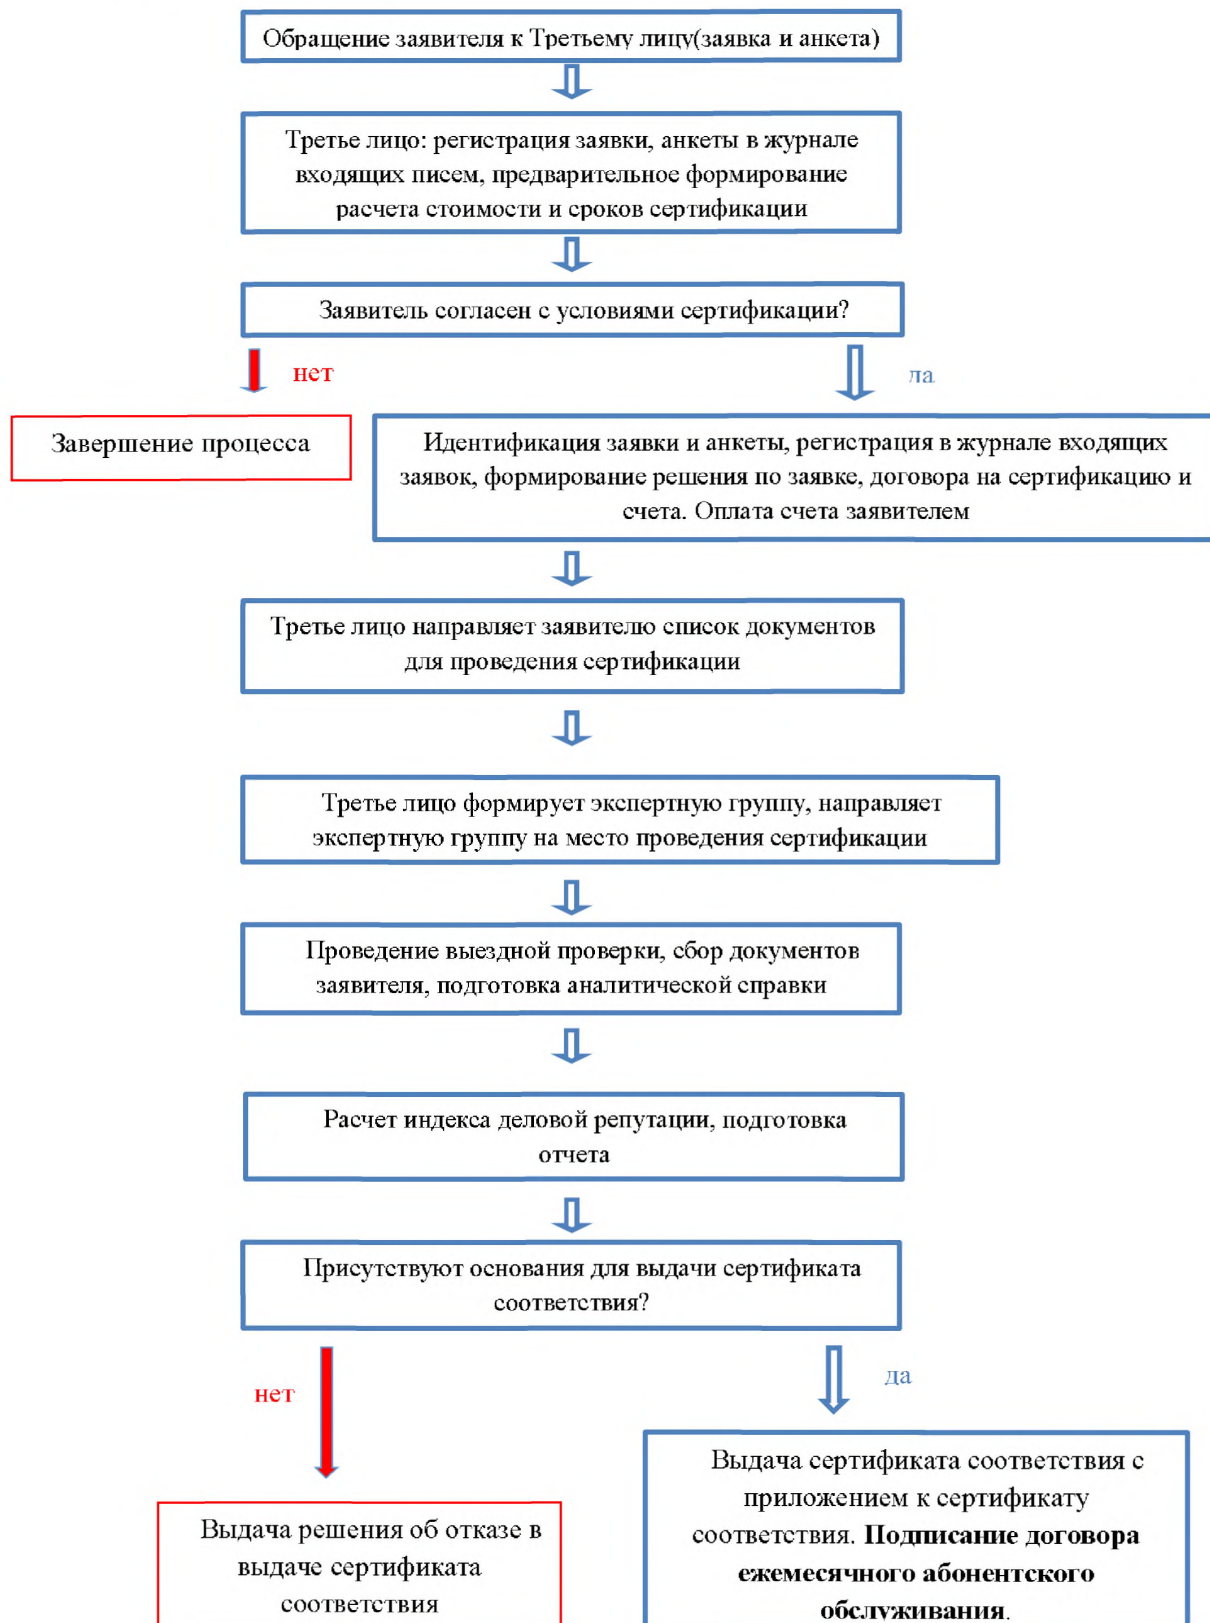 Обращение заявителя к Третьему лицу(заявка и анкета)
Третье лицо: регистрация заявки, анкеты в журнале
входящих писем, предварительное формирование
расчета стоимости и сроков сертификации
Заявитель согласен с условиями сертификации?
нет
да
Завершение процесса
Идентификация заявки и анкеты, регистрация в журнале входящих
заявок, формирование решения по заявке, договора на сертификацию и
счета. Оплата счета заявителем
Третье лицо направляет заявителю список документов
для проведения сертификации
Третье лицо формирует экспертную группу, направляет
экспертную группу на место проведения сертификации
Проведение выездной проверки, сбор документов
заявителя, подготовка аналитической справки
Расчет индекса деловой репутации, подготовка
отчета
Присутствуют основания для выдачи сертификата
соответствия?
нет
да
Выдача решения об отказе в
выдаче сертификата
соответствия
Выдача сертификата соответствия с
приложением к сертификату
соответствия. Подписание договора
ежемесячного абонентского
обслуживания.